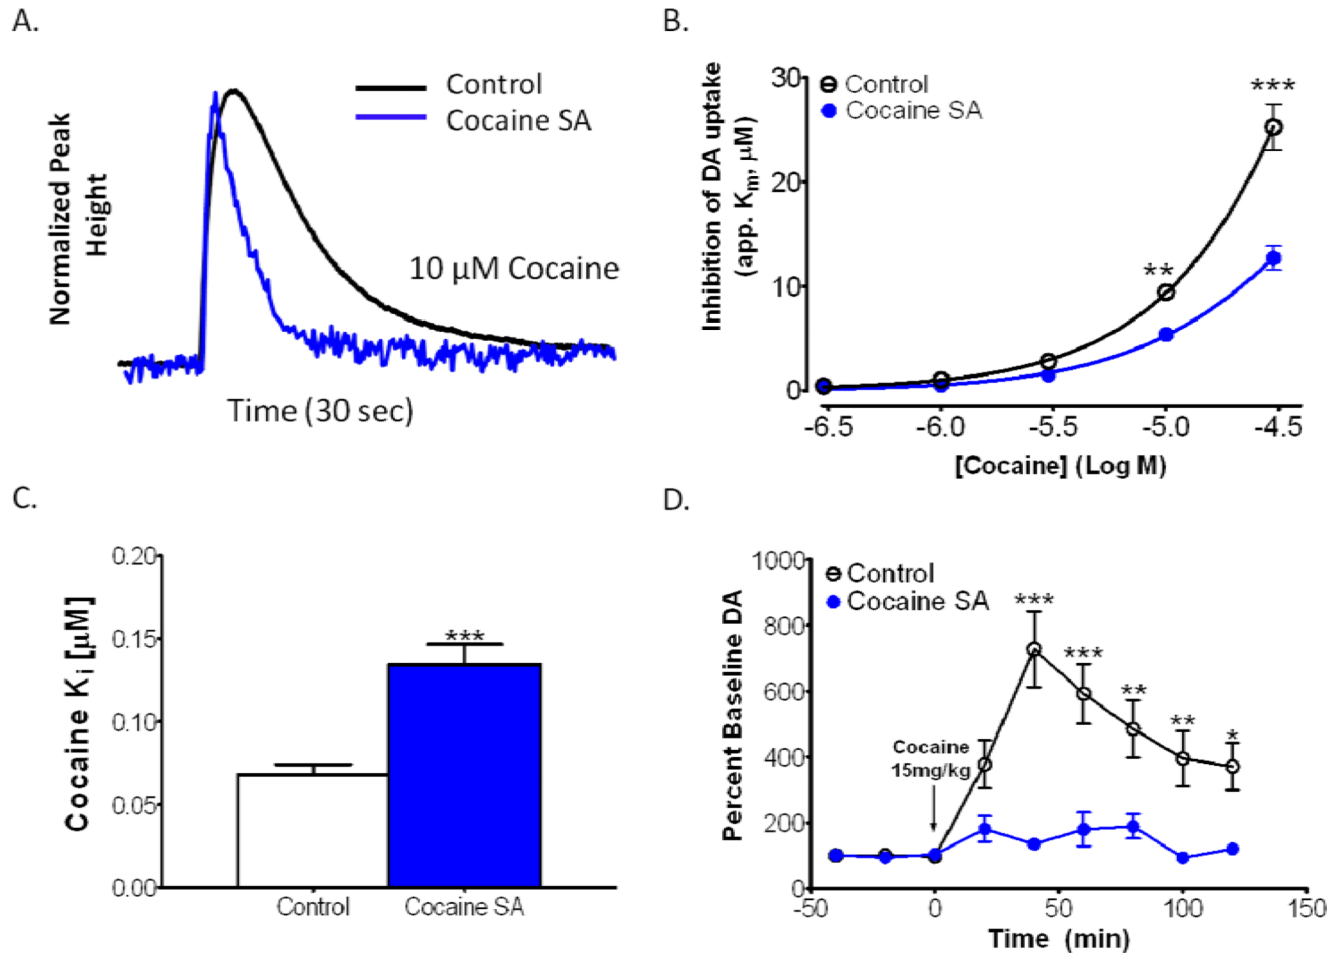 A.
Control
Cocaine SA
Normalized Peak
Height
10 µM Cocaine
Time (30 sec)
B.
Control
Cocaine SA
Inhibition of DA uptake
(app. Km, µM)
30
20
10
0
***
**
-6.5 -6.0 -5.5 -5.0 -4.5
[Cocaine] (Log M)
C.
Cocaine Ki [µM]
0.20
0.15
0.10
0.05
0.00
***
Control Cocaine SA
D.
Control
Cocaine SA
Percent Baseline DA
1000
800
600
400
200
0
***
***
**
**
*
Cocaine
15mg/kg
-50 0 50 100 150
Time (min)